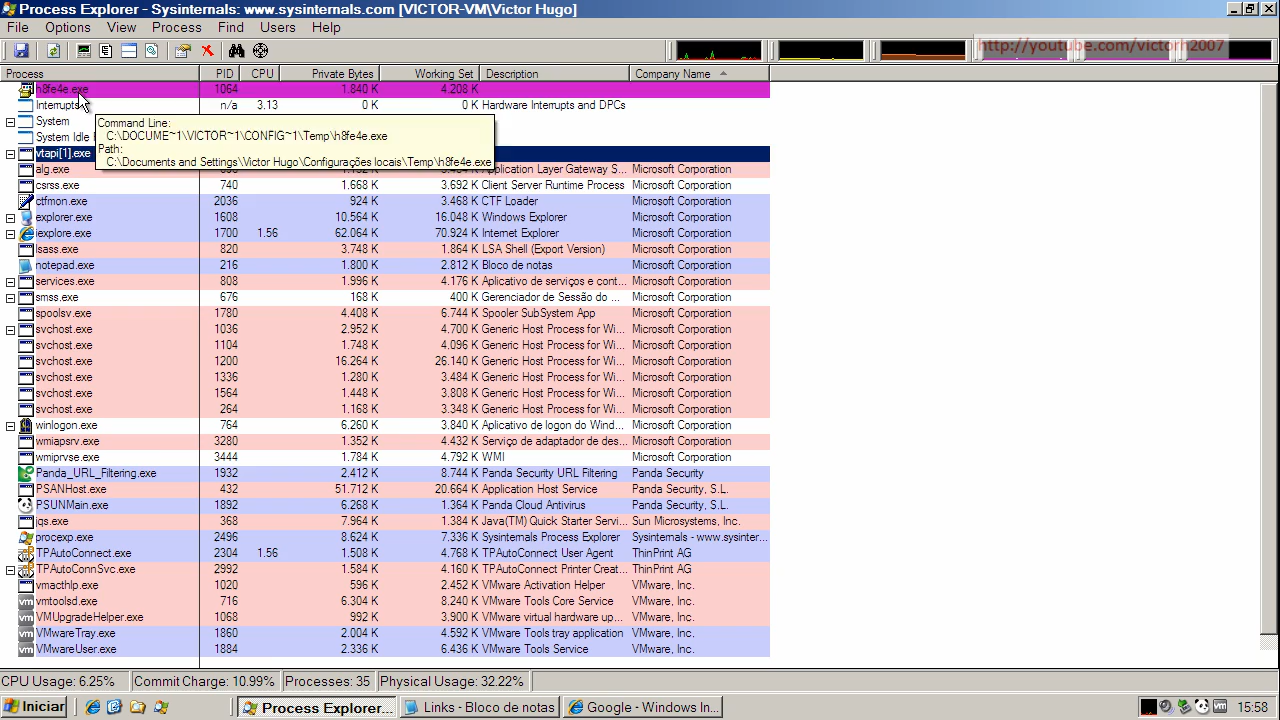 Process Explorer - Sysinternals: www.sysinternals.com [VICTOR-VM\Victor Hugo]
File Options View Process Find Users Help
http://youtube.com/victorh2007
Process PID CPU Private Bytes Working Set Description Company Name
h8fe4e.exe 1064 1.840 K 4.208 K
Interrupts n/a 3.13 0 K 0 K Hardware Interrupts and DPCs
System
System Idle
Command Line:
C:\DOCUME~1\VICTOR~1\CONFIG~1\Temp\h8fe4e.exe
Path:
C:\Documents and Settings\Victor Hugo\Configurações locais\Temp\h8fe4e.exe
vtapi[1].exe
alg.exe Application Layer Gateway S... Microsoft Corporation
csrss.exe 740 1.668 K 3.692 K Client Server Runtime Process Microsoft Corporation
ctfmon.exe 2036 924 K 3.468 K CTF Loader Microsoft Corporation
explorer.exe 1608 10.564 K 16.048 K Windows Explorer Microsoft Corporation
iexplore.exe 1700 1.56 62.064 K 70.924 K Internet Explorer Microsoft Corporation
lsass.exe 820 3.748 K 1.864 K LSA Shell (Export Version) Microsoft Corporation
notepad.exe 216 1.800 K 2.812 K Bloco de notas Microsoft Corporation
services.exe 808 1.996 K 4.176 K Aplicativo de serviços e cont... Microsoft Corporation
smss.exe 676 168 K 400 K Gerenciador de Sessão do ... Microsoft Corporation
spoolsv.exe 1780 4.408 K 6.744 K Spooler SubSystem App Microsoft Corporation
svchost.exe 1036 2.952 K 4.700 K Generic Host Process for Wi... Microsoft Corporation
svchost.exe 1104 1.748 K 4.096 K Generic Host Process for Wi... Microsoft Corporation
svchost.exe 1200 16.264 K 26.140 K Generic Host Process for Wi... Microsoft Corporation
svchost.exe 1336 1.280 K 3.484 K Generic Host Process for Wi... Microsoft Corporation
svchost.exe 1564 1.448 K 3.808 K Generic Host Process for Wi... Microsoft Corporation
svchost.exe 264 1.168 K 3.348 K Generic Host Process for Wi... Microsoft Corporation
winlogon.exe 764 6.260 K 3.040 K Aplicativo de logon do Wind... Microsoft Corporation
wmiapsrv.exe 3280 1.352 K 4.432 K Serviço de adaptador de des... Microsoft Corporation
wmiprvse.exe 3444 1.784 K 4.792 K WMI Microsoft Corporation
Panda_URL_Filtering.exe 1932 2.412 K 8.744 K Panda Security URL Filtering Panda Security
PSANHost.exe 432 51.712 K 20.664 K Application Host Service Panda Security, S.L.
PSUNMain.exe 1892 6.268 K 1.364 K Panda Cloud Antivirus Panda Security, S.L.
jqs.exe 368 7.964 K 1.384 K Java(TM) Quick Starter Servi... Sun Microsystems, Inc.
procexp.exe 2496 8.624 K 7.336 K Sysinternals Process Explorer Sysinternals - www.sysinter...
TPAutoConnect.exe 2304 1.56 1.508 K 4.768 K TPAutoConnect User Agent ThinPrint AG
TPAutoConnSvc.exe 2992 1.584 K 4.160 K TPAutoConnect Printer Creat... ThinPrint AG
vmacthlp.exe 1020 596 K 2.452 K VMware Activation Helper VMware, Inc.
vmtoolsd.exe 716 6.304 K 8.240 K VMware Tools Core Service VMware, Inc.
VMUpgradeHelper.exe 1068 992 K 3.900 K VMware virtual hardware up... VMware, Inc.
VMwareTray.exe 1860 2.004 K 4.592 K VMware Tools tray application VMware, Inc.
VMwareUser.exe 1884 2.336 K 6.436 K VMware Tools Service VMware, Inc.
CPU Usage: 6.25% Commit Charge: 10.99% Processes: 35 Physical Usage: 32.22%
Iniciar Process Explorer... Links - Bloco de notas Google - Windows In... 15:58